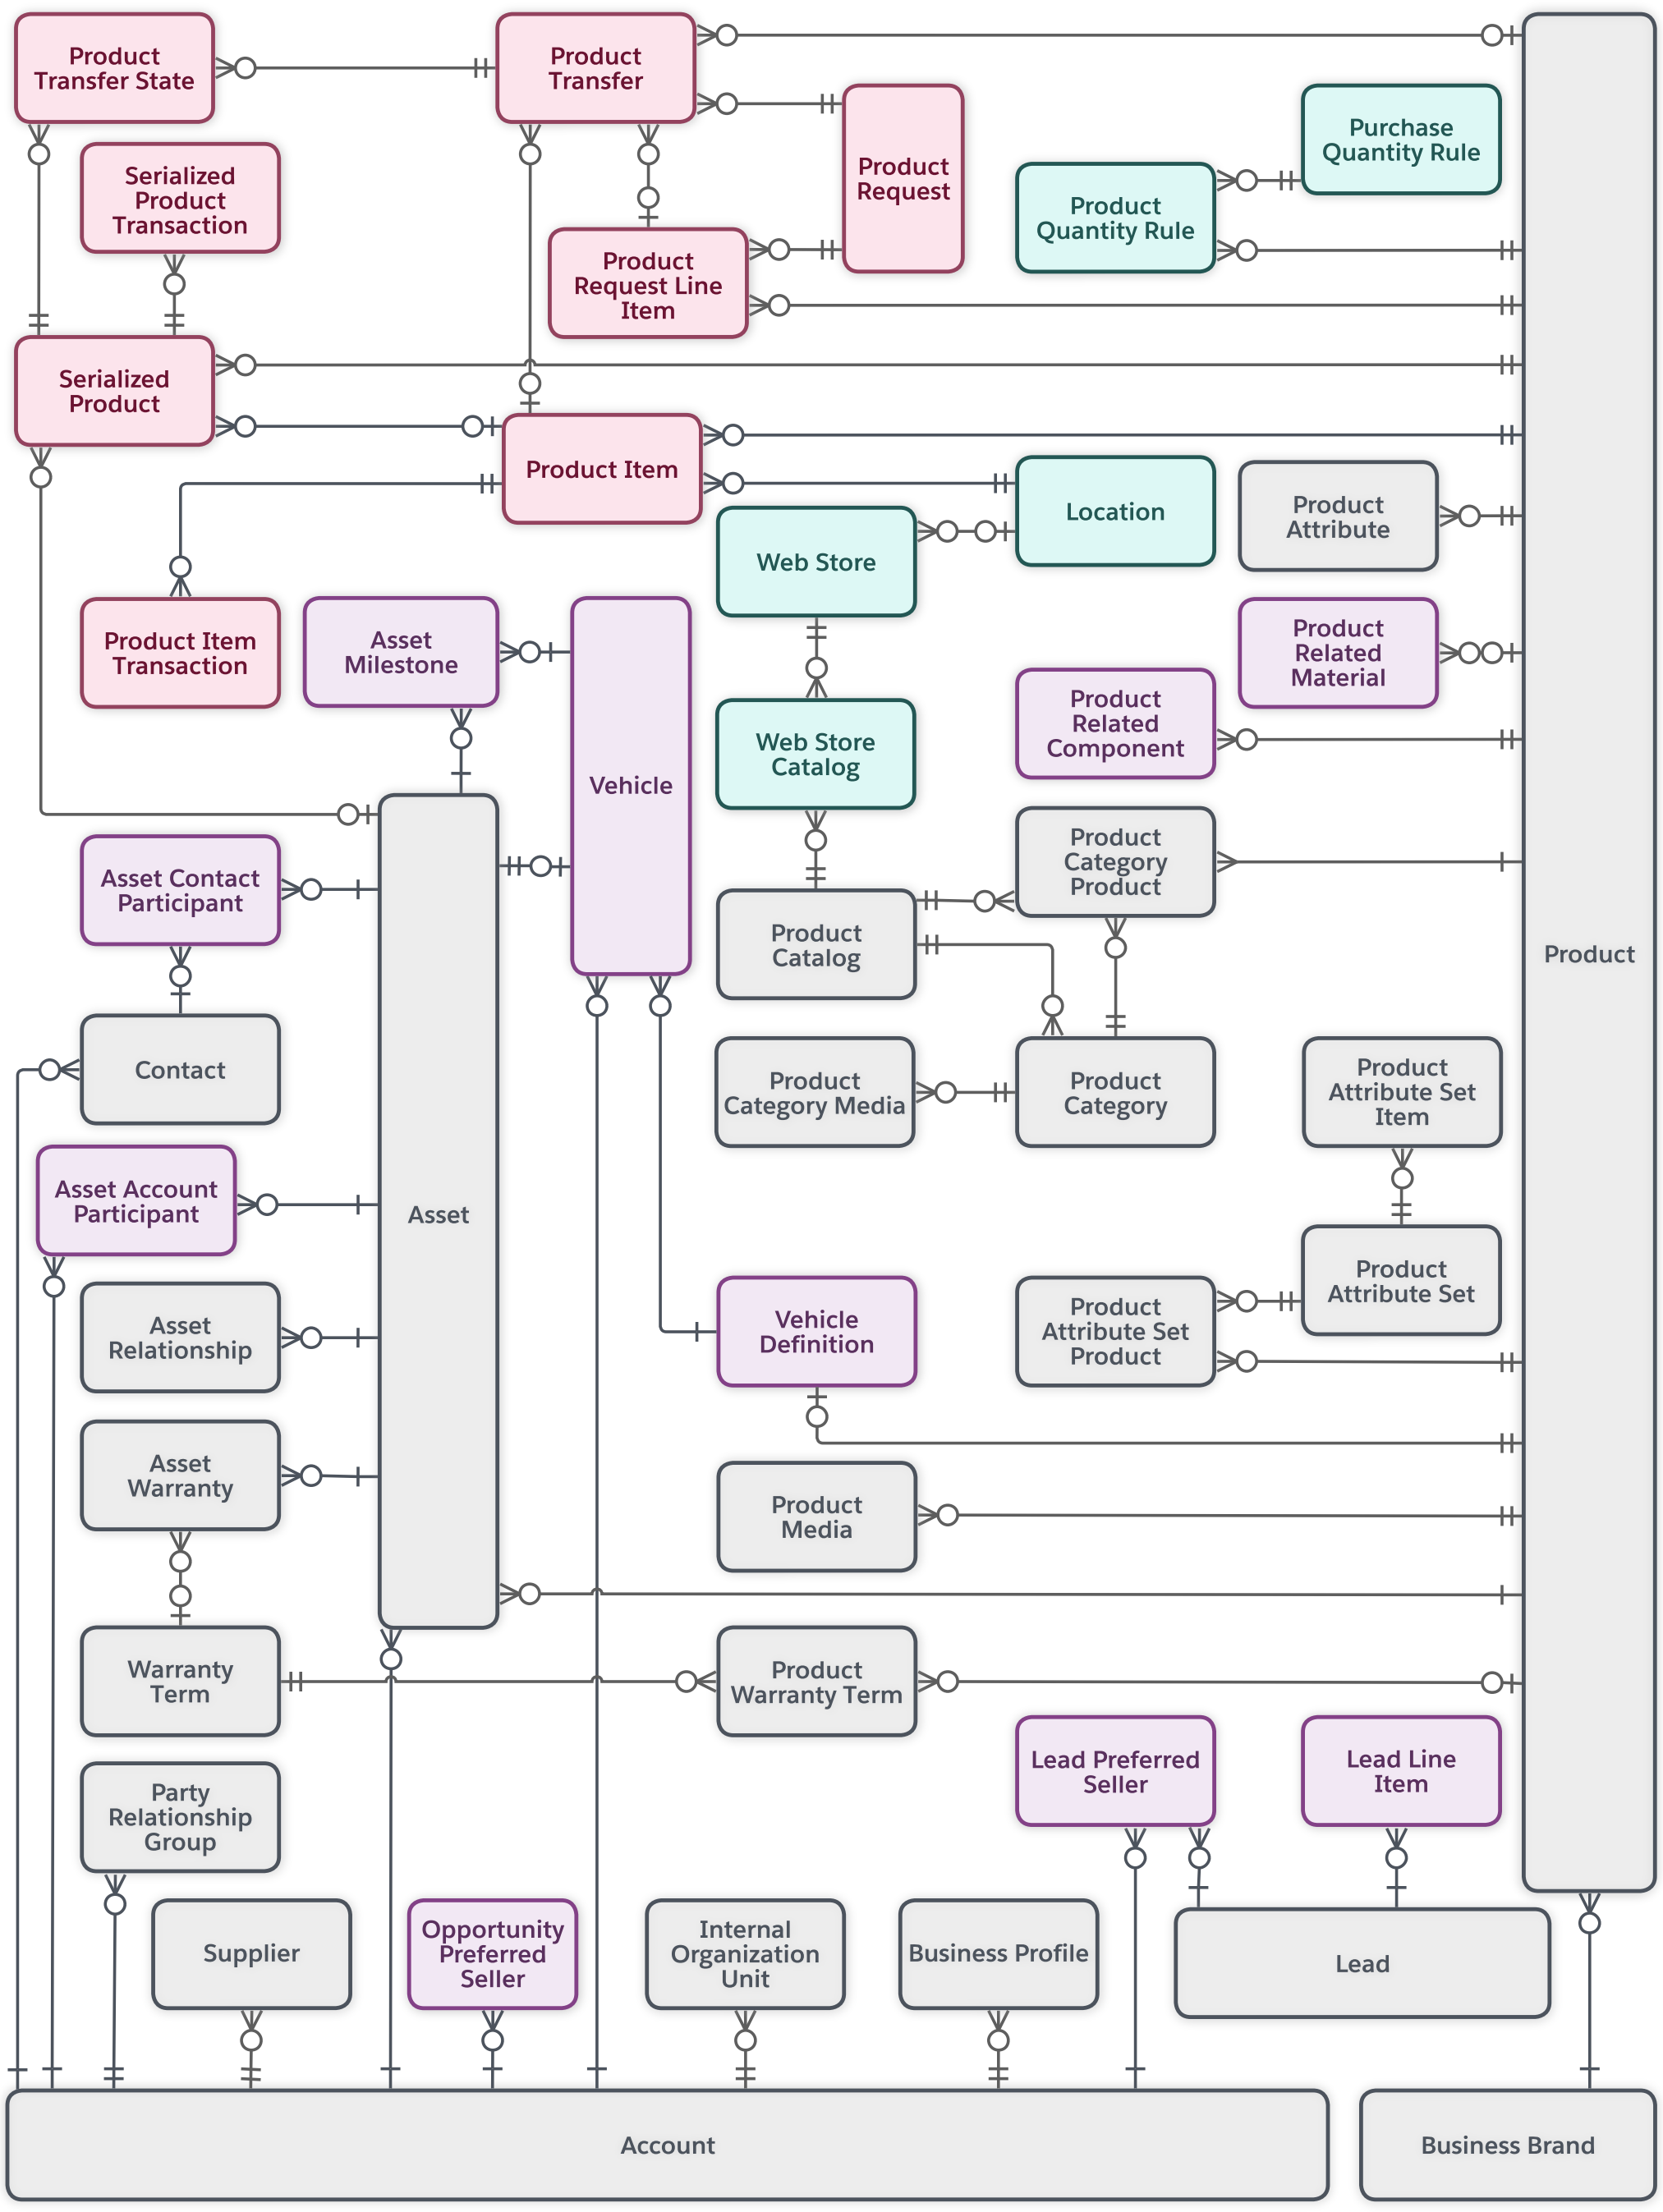 Product
Transfer State
Product
Transfer
Product
Request
Purchase
Quantity Rule
Product
Quantity Rule
Serialized
Product
Transaction
Product
Request Line
Item
Serialized
Product
Product Item
Location
Product
Attribute
Web Store
Product Item
Transaction
Asset
Milestone
Vehicle
Product
Related
Material
Product
Related
Component
Web Store
Catalog
Product
Category
Product
Asset Contact
Participant
Product
Catalog
Product
Contact
Product
Category Media
Product
Category
Product
Attribute Set
Item
Asset Account
Participant
Asset
Product
Attribute Set
Asset
Relationship
Vehicle
Definition
Product
Attribute Set
Product
Asset
Warranty
Product
Media
Warranty
Term
Product
Warranty Term
Lead Preferred
Seller
Lead Line
Item
Party
Relationship
Group
Supplier
Opportunity
Preferred
Seller
Internal
Organization
Unit
Business Profile
Lead
Account
Business Brand